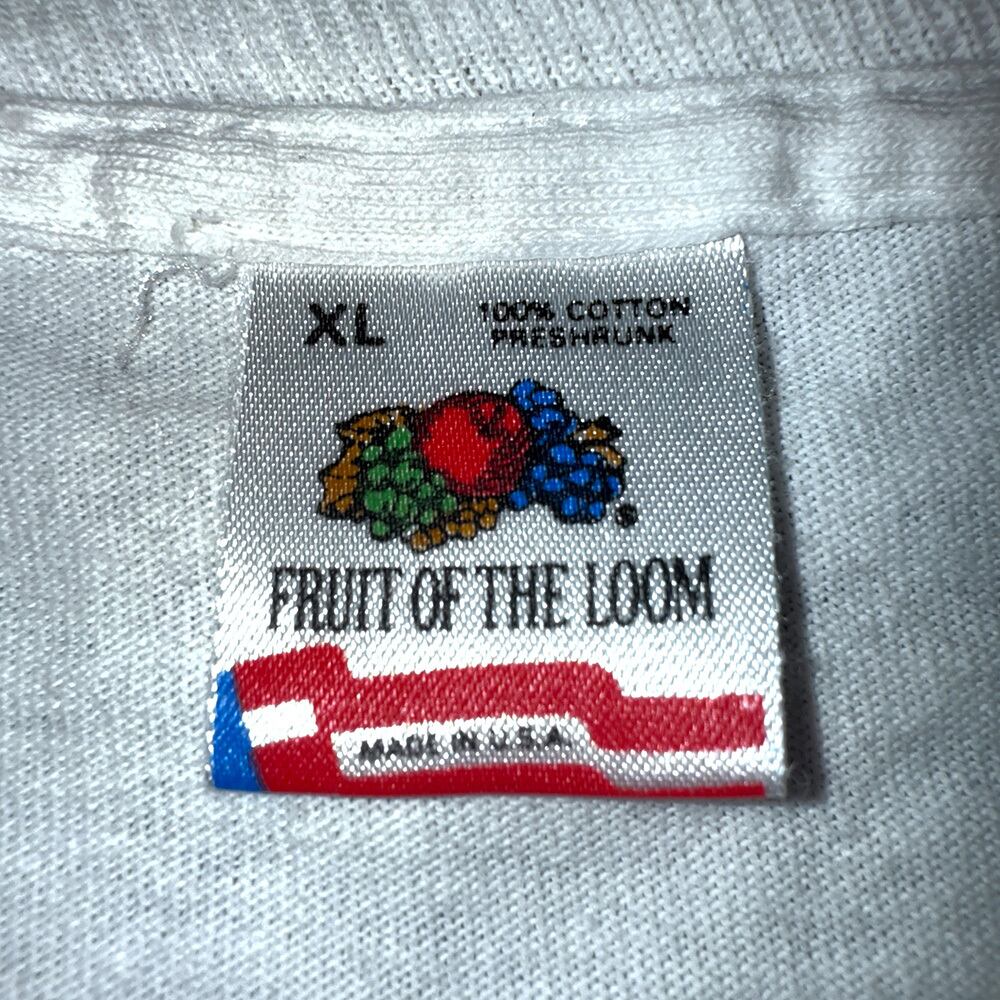 XL
100% COTTON
PRESHRUNK
FRUIT OF THE LOOM
MADE IN U.S.A.